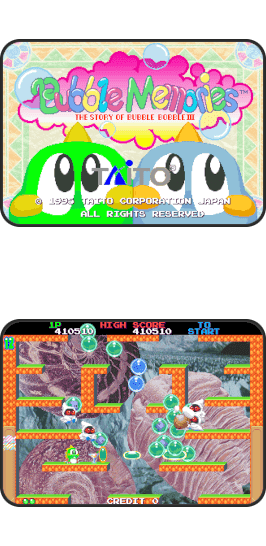 Bubble Memories™
THE STORY OF BUBBLE BOBBLE III
TAITO®
© 1995 TAITO CORPORATION JAPAN
ALL RIGHTS RESERVED
1P HIGH SCORE TO
410510 410510 START
CREDIT 0